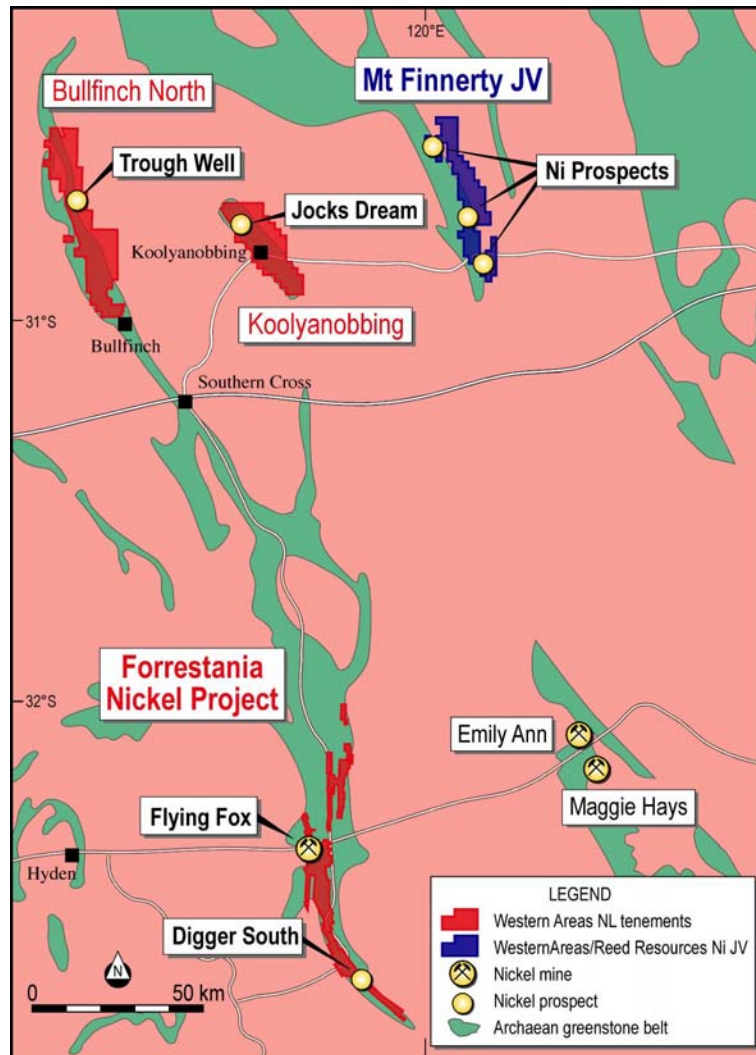 120°E
Bullfinch North
Mt Finnerty JV
Trough Well
Ni Prospects
Jocks Dream
Koolyanobbing
31°S
Koolyanobbing
Bullfinch
Southern Cross
Forrestania
Nickel Project
32°S
Emily Ann
Maggie Hays
Flying Fox
Hyden
Digger South
N
0 50 km
LEGEND
Western Areas NL tenements
WesternAreas/Reed Resources Ni JV
Nickel mine
Nickel prospect
Archaean greenstone belt